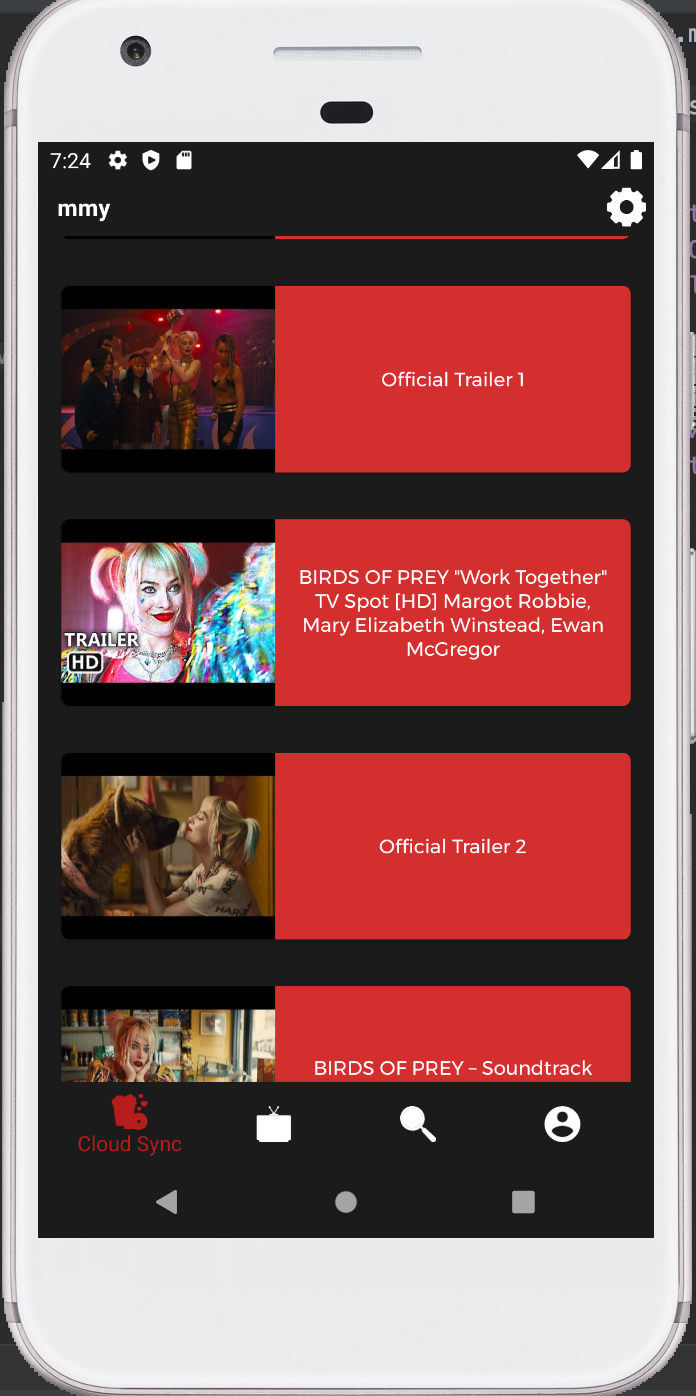 7:24
mmy
Official Trailer 1
TRAILER
HD
BIRDS OF PREY "Work Together"
TV Spot [HD] Margot Robbie,
Mary Elizabeth Winstead, Ewan
McGregor
Official Trailer 2
BIRDS OF PREY – Soundtrack
Cloud Sync